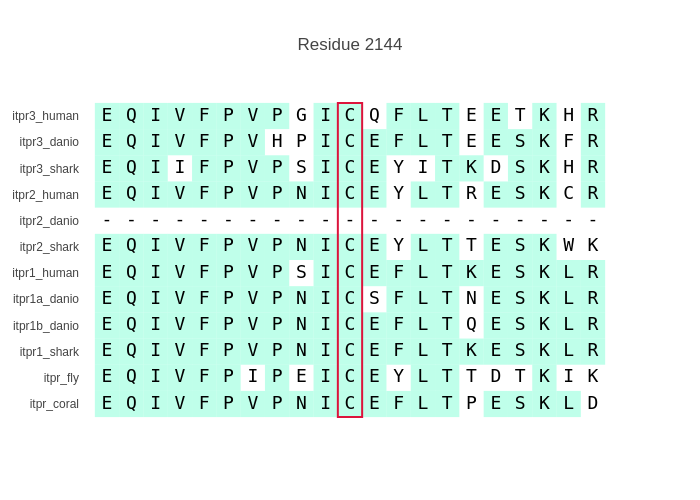 Residue 2144
itpr3_human E Q I V F P V P G I C Q F L T E E T K H R
itpr3_danio E Q I V F P V H P I C E F L T E E S K F R
itpr3_shark E Q I I F P V P S I C E Y I T K D S K H R
itpr2_human E Q I V F P V P N I C E Y L T R E S K C R
itpr2_danio - - - - - - - - - - - - - - - - - - - - -
itpr2_shark E Q I V F P V P N I C E Y L T T E S K W K
itpr1_human E Q I V F P V P S I C E F L T K E S K L R
itpr1a_danio E Q I V F P V P N I C S F L T N E S K L R
itpr1b_danio E Q I V F P V P N I C E F L T Q E S K L R
itpr1_shark E Q I V F P V P N I C E F L T K E S K L R
itpr_fly E Q I V F P I P E I C E Y L T T D T K I K
itpr_coral E Q I V F P V P N I C E F L T P E S K L D